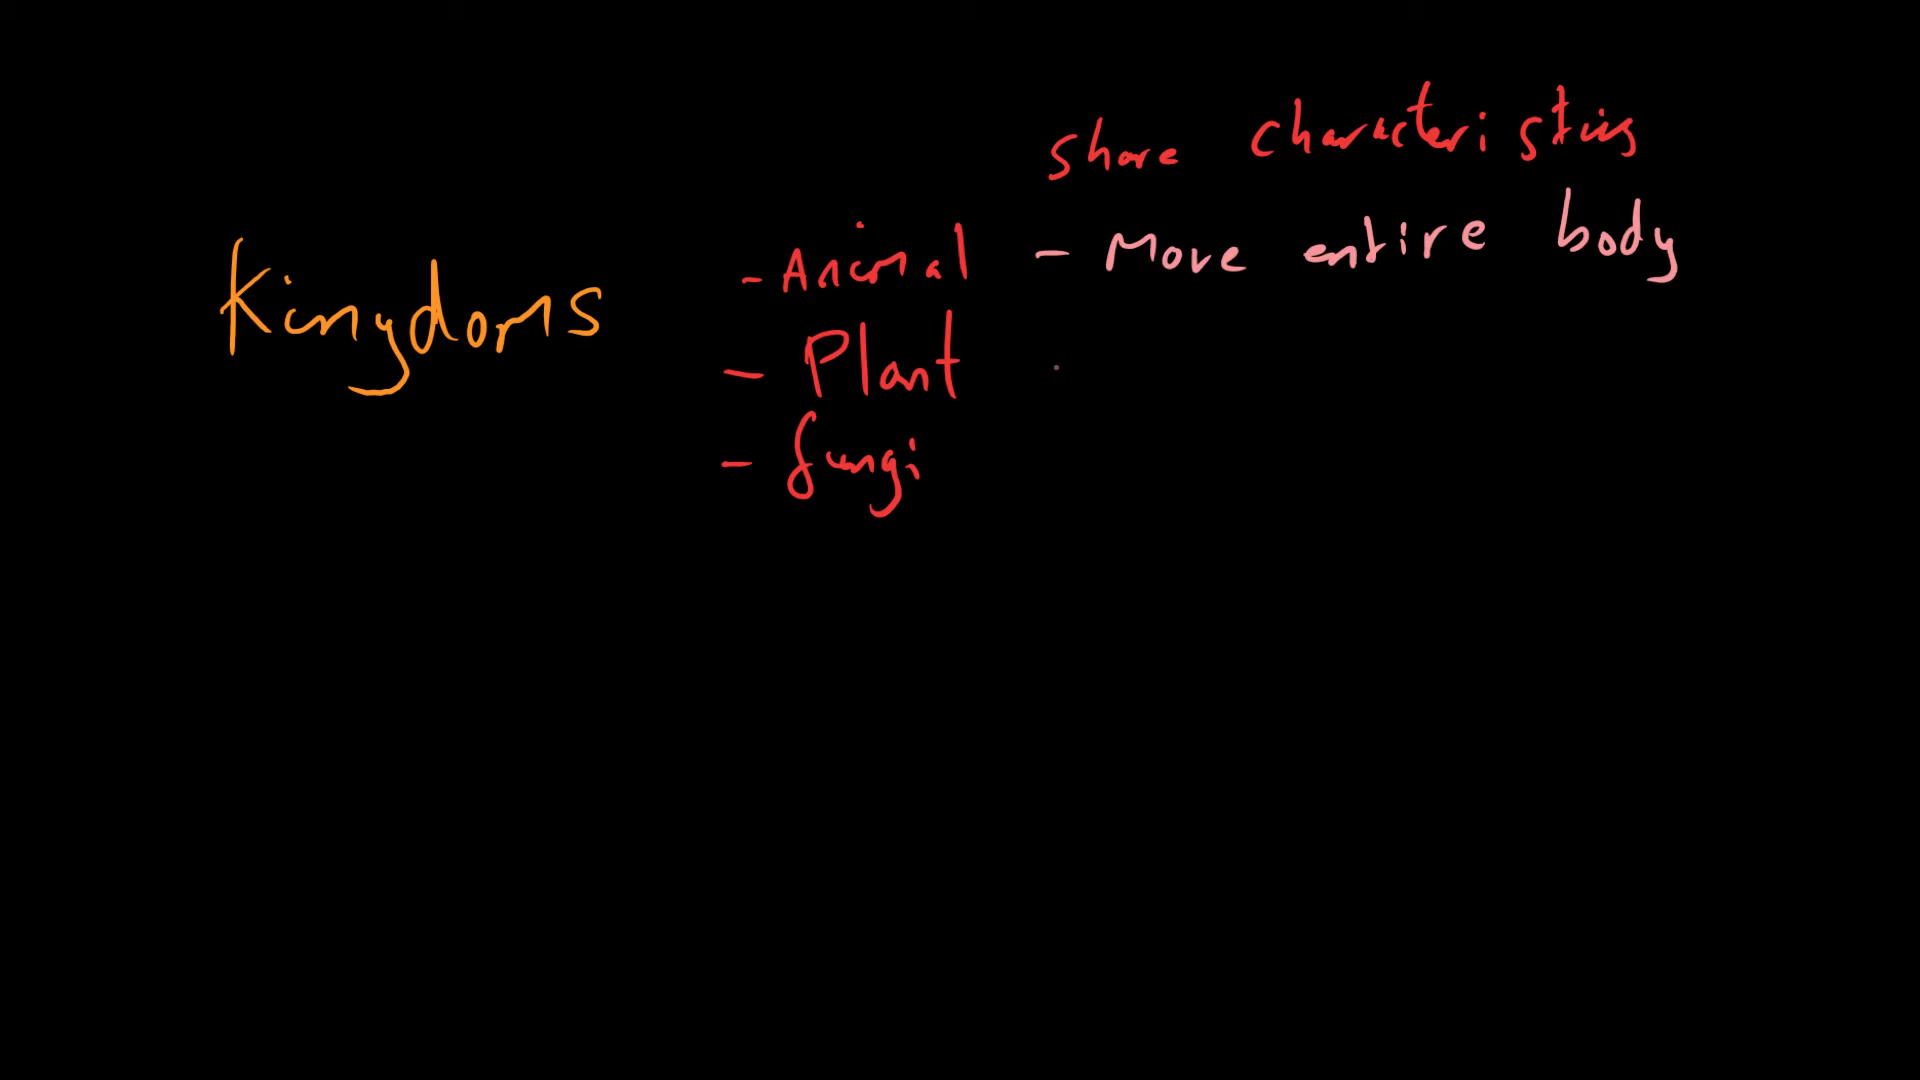 share characteristics
- Animal - Move entire body
Kingdoms
- Plant
- fungi